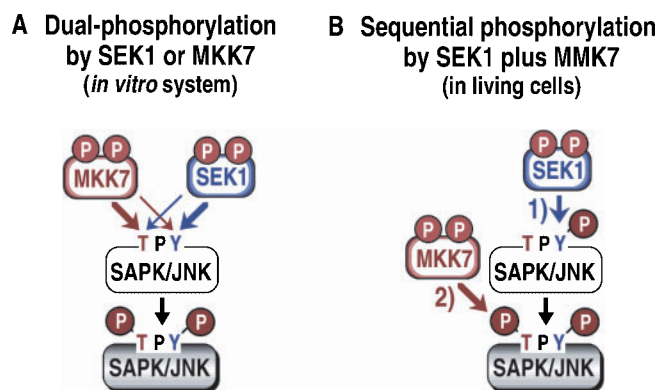 A Dual-phosphorylation
by SEK1 or MKK7
(in vitro system)
P P
MKK7
P P
SEK1
T P Y
SAPK/JNK
P P
T P Y
SAPK/JNK
B Sequential phosphorylation
by SEK1 plus MMK7
(in living cells)
P P
SEK1
1)
P
T P Y
SAPK/JNK
P P
MKK7
2)
P P
T P Y
SAPK/JNK